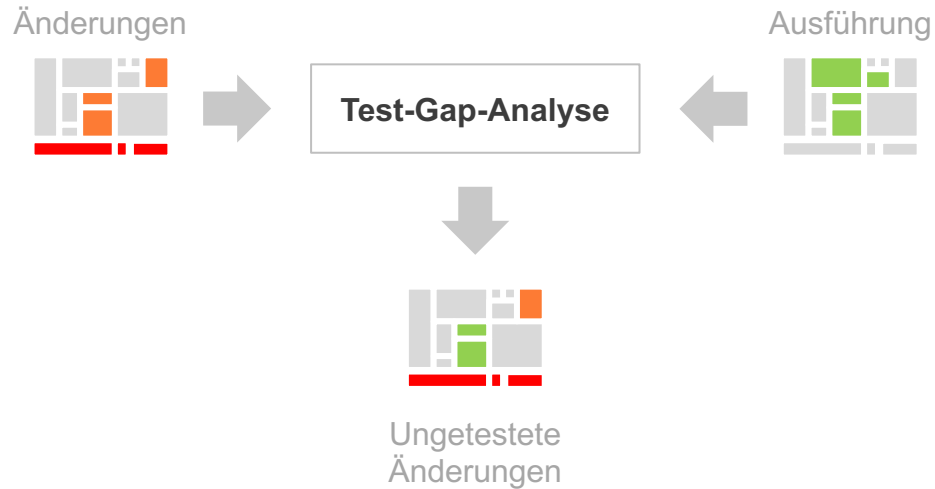 Änderungen
Ausführung
Test-Gap-Analyse
Ungetestete
Änderungen